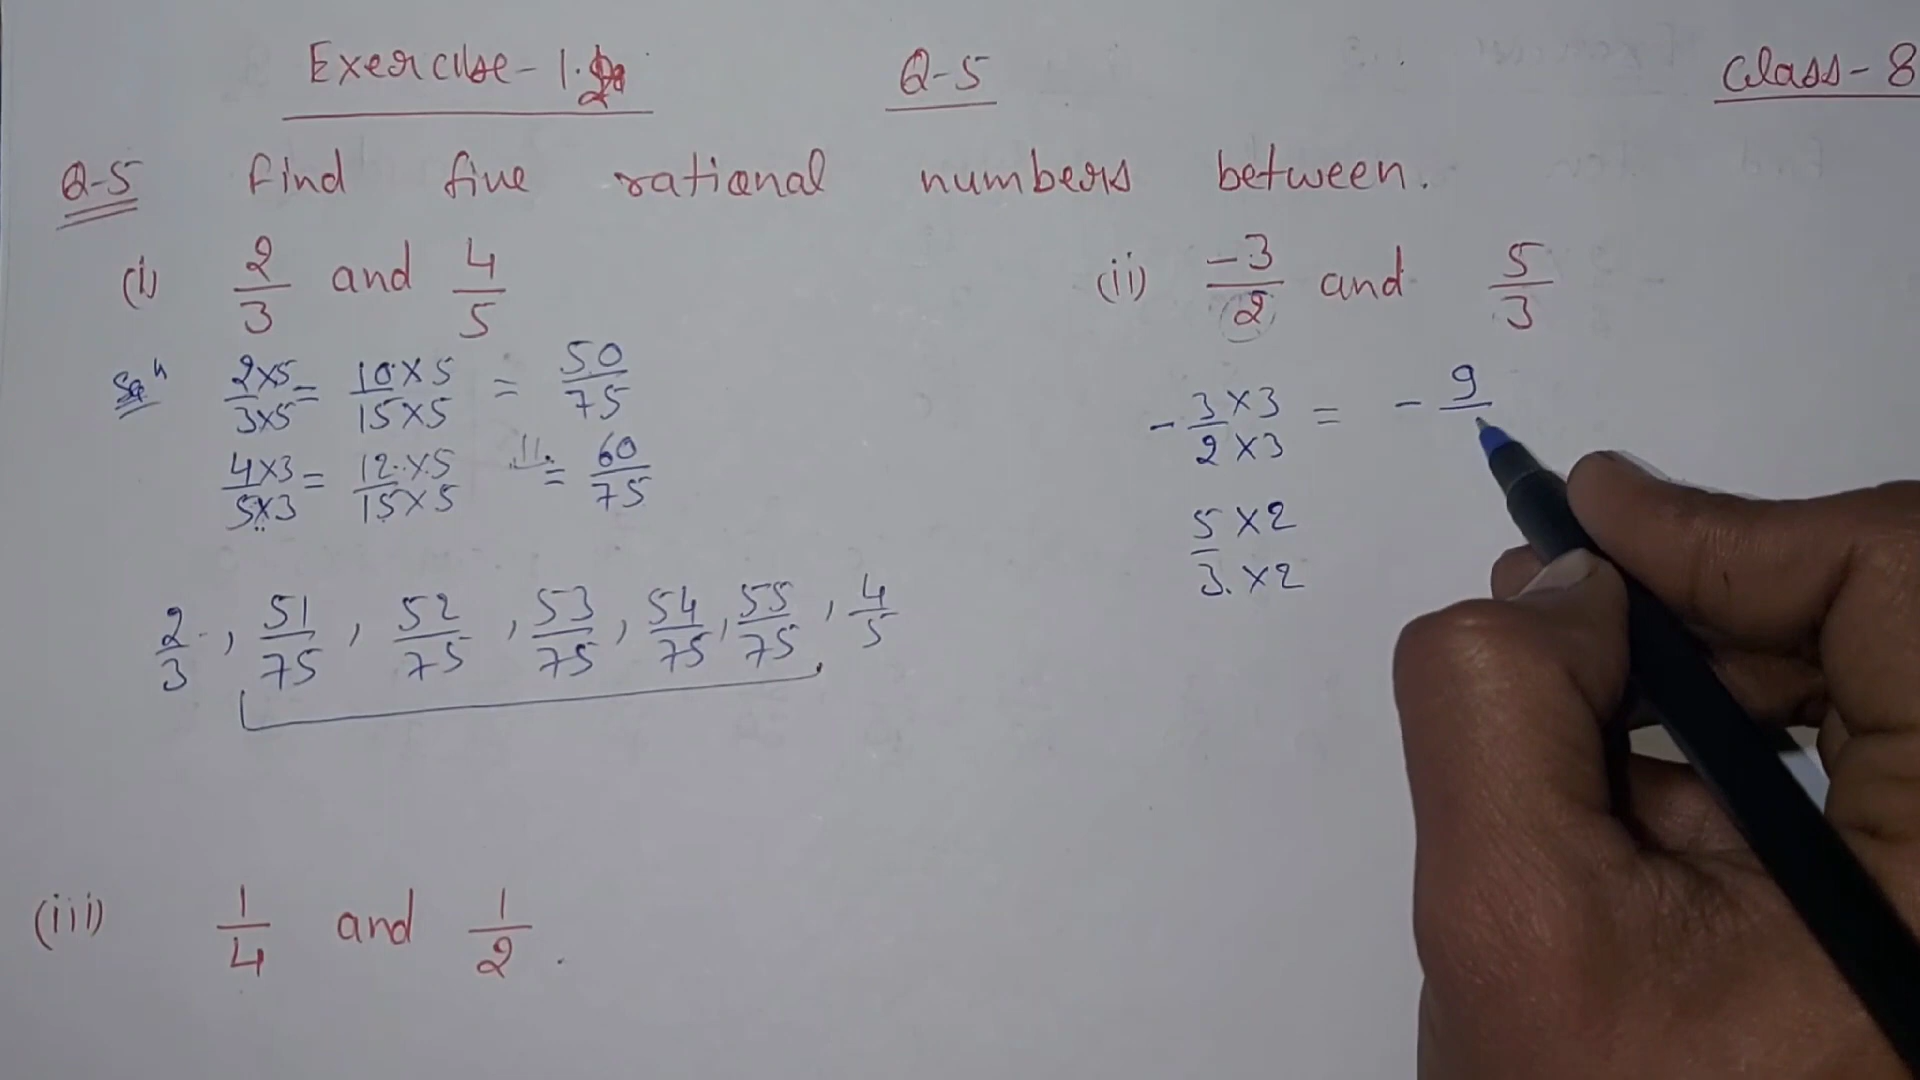 Exercise-1.2 Q-5 Class-8
Q-5 Find five rational numbers between.
(i) 2/3 and 4/5
(ii) -3/2 and 5/3
Solⁿ 2×5/3×5 = 10×5/15×5 = 50/75
4×3/5×3 = 12×5/15×5 = 60/75
- 3×3/2×3 = - 9/
5×2/3×2
2/3, 51/75, 52/75, 53/75, 54/75, 55/75, 4/5
(iii) 1/4 and 1/2.